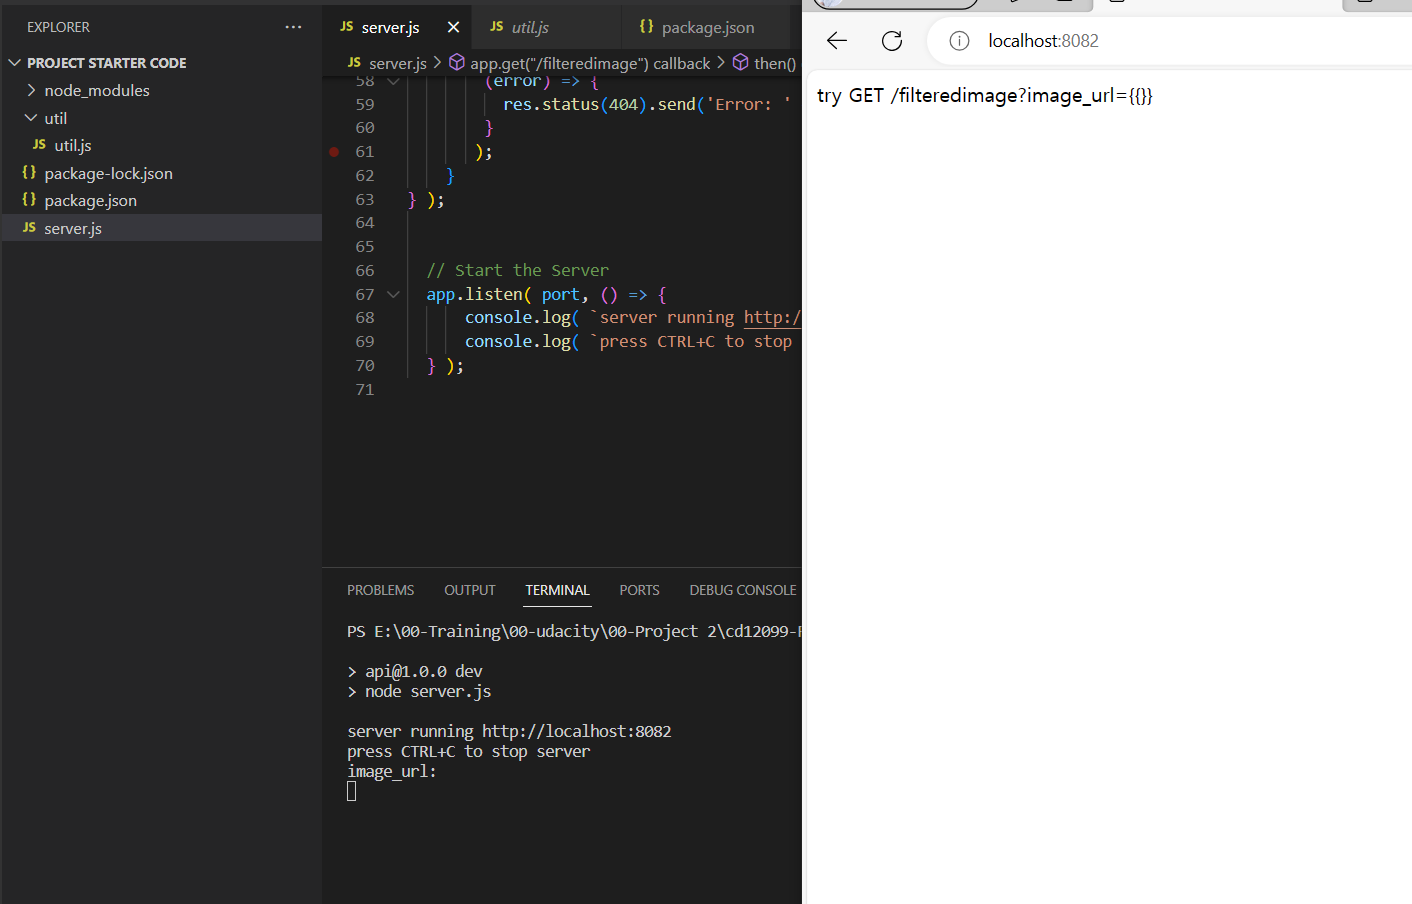 EXPLORER
PROJECT STARTER CODE
node_modules
util
JS util.js
{} package-lock.json
{} package.json
JS server.js
JS server.js
JS util.js
{} package.json
JS server.js > app.get("/filteredimage") callback > then()
58 (error) => {
59 res.status(404).send('Error: '
60 }
61 );
62 }
63 } );
64
65
66 // Start the Server
67 app.listen( port, () => {
68 console.log( `server running http:/
69 console.log( `press CTRL+C to stop
70 } );
71
PROBLEMS OUTPUT TERMINAL PORTS DEBUG CONSOLE
PS E:\00-Training\00-udacity\00-Project 2\cd12099-
> api@1.0.0 dev
> node server.js
server running http://localhost:8082
press CTRL+C to stop server
image_url:
localhost:8082
try GET /filteredimage?image_url={{}}